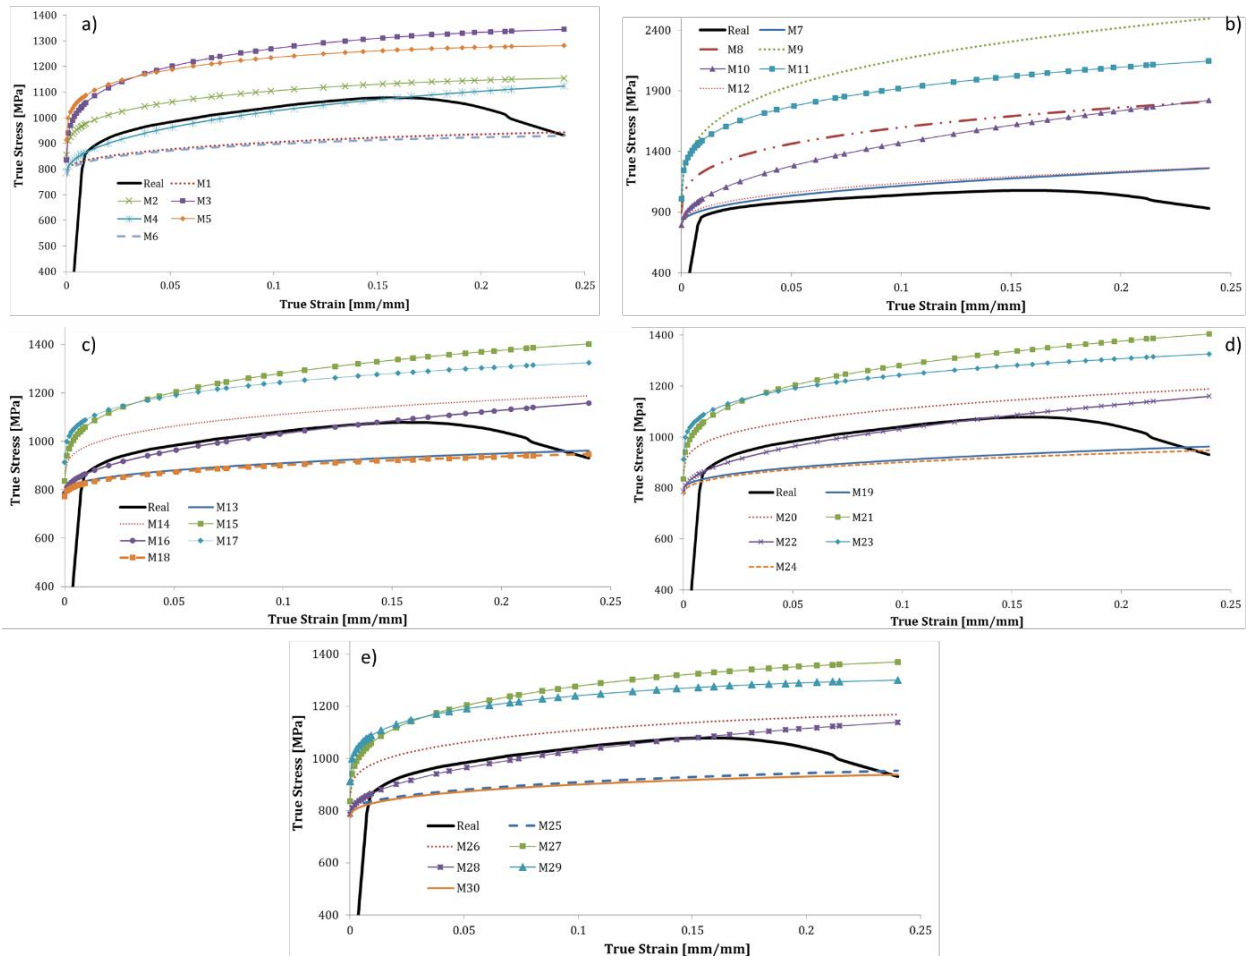 a)
1400
1300
1200
1100
1000
900
800
700
600
500
400
True Stress [MPa]
Real M1
M2 M3
M4 M5
M6
0 0.05 0.1 0.15 0.2 0.25
True Strain [mm/mm]
b)
2400
1900
1400
900
400
True Stress [MPa]
Real M7
M8 M9
M10 M11
M12
0 0.05 0.1 0.15 0.2 0.25
True Strain [mm/mm]
c)
1400
1200
1000
800
600
400
True Stress [MPa]
Real M13
M14 M15
M16 M17
M18
0 0.05 0.1 0.15 0.2 0.25
True Strain [mm/mm]
d)
1400
1200
1000
800
600
400
True Stress [Mpa]
Real M19
M20 M21
M22 M23
M24
0 0.05 0.1 0.15 0.2 0.25
True Strain [mm/mm]
e)
1400
1200
1000
800
600
400
True Stress [MPa]
Real M25
M26 M27
M28 M29
M30
0 0.05 0.1 0.15 0.2 0.25
True Strain [mm/mm]